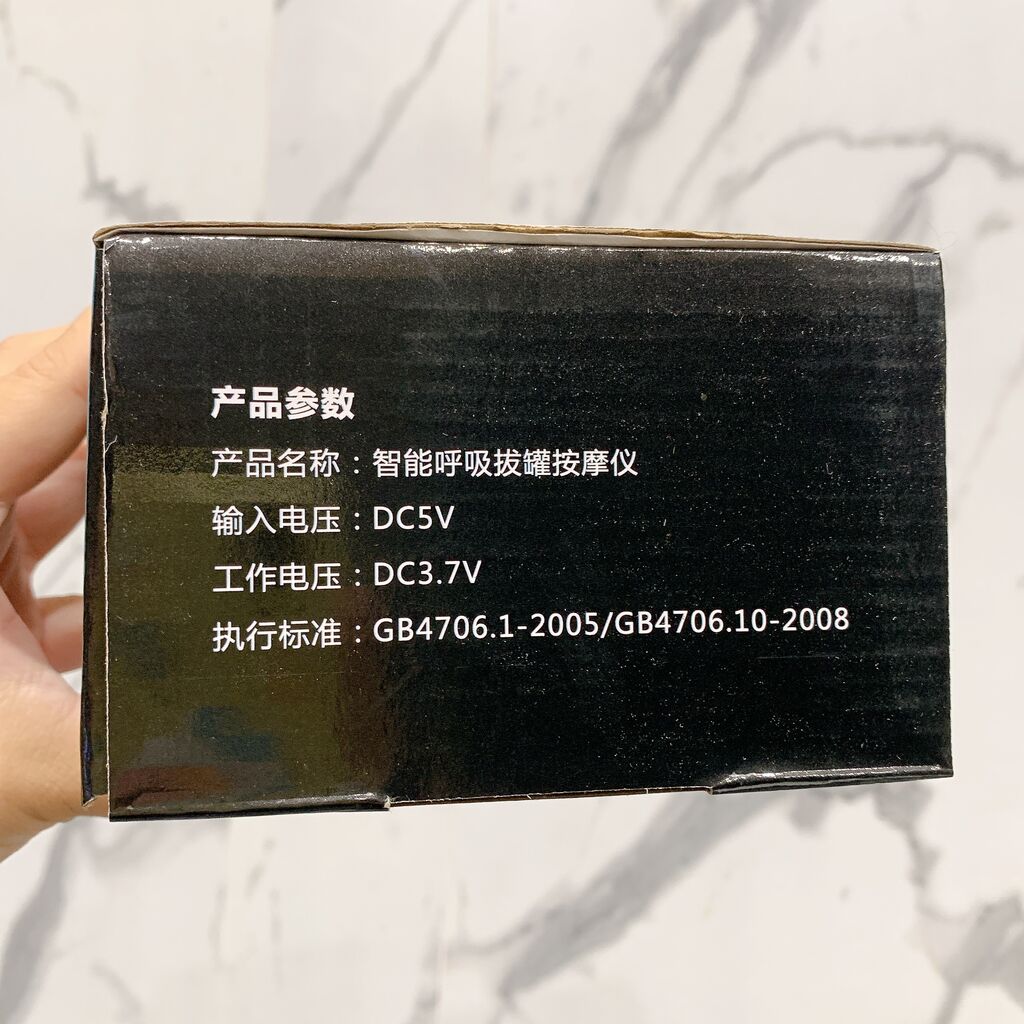 产品参数
产品名称：智能呼吸拔罐按摩仪
输入电压：DC5V
工作电压：DC3.7V
执行标准：GB4706.1-2005/GB4706.10-2008